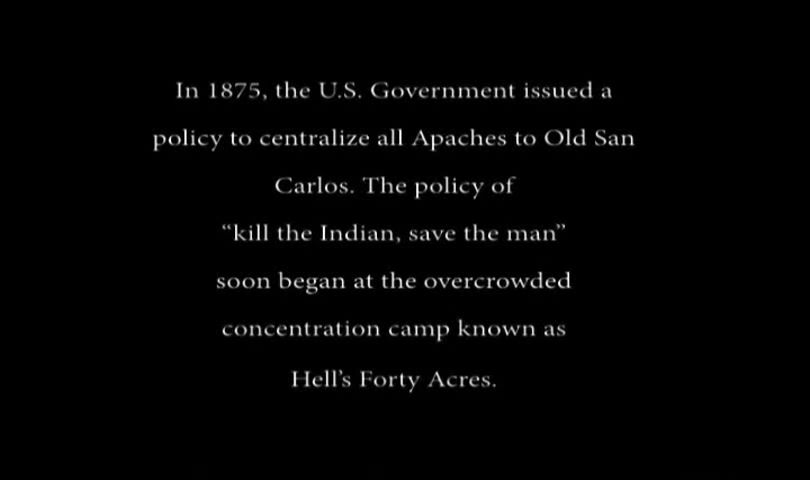 In 1875, the U.S. Government issued a
policy to centralize all Apaches to Old San
Carlos. The policy of
“kill the Indian, save the man”
soon began at the overcrowded
concentration camp known as
Hell’s Forty Acres.